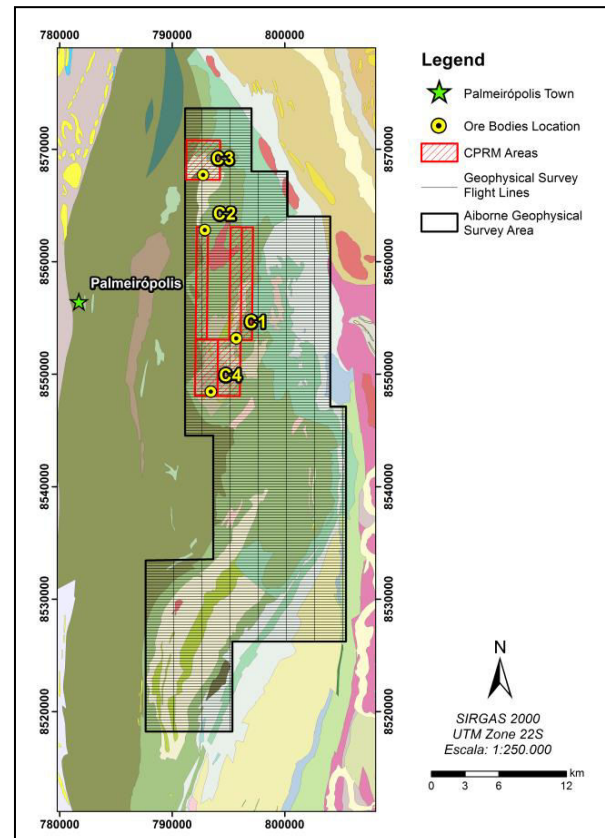 780000
790000
800000
8570000
8560000
8550000
8540000
8530000
8520000
C3
C2
Palmeirópolis
C1
C4
8570000
8560000
8550000
8540000
8530000
8520000
780000
790000
800000
Legend
Palmeirópolis Town
Ore Bodies Location
CPRM Areas
Geophysical Survey
Flight Lines
Aiborne Geophysical
Survey Area
N
SIRGAS 2000
UTM Zone 22S
Escala: 1:250.000
km
0 3 6 12